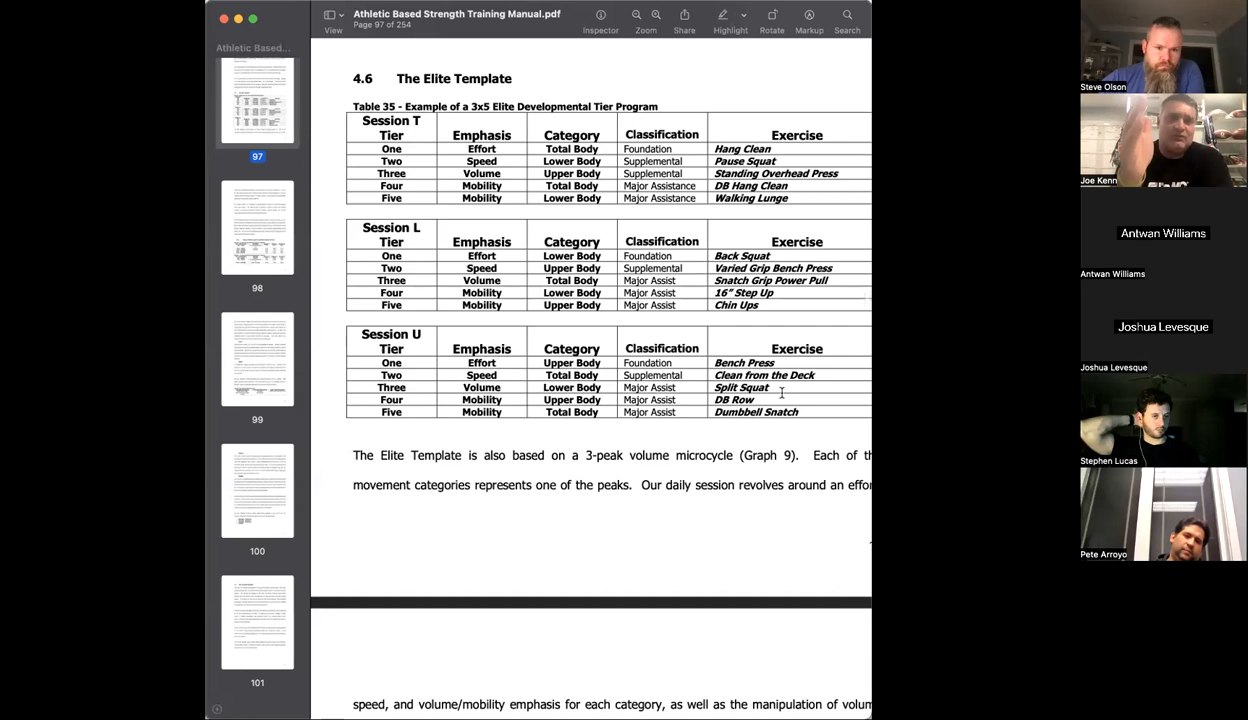 Athletic Based Strength Training Manual.pdf
Page 97 of 254
View
Inspector
Zoom
Share
Highlight
Rotate
Markup
Search
Athletic Based...
97
98
99
100
101
4.6 The Elite Template
Table 35 - Example of a 3x5 Elite Developmental Tier Program
Session T
Tier Emphasis Category Classification Exercise
One Effort Total Body Foundation Hang Clean
Two Speed Lower Body Supplemental Pause Squat
Three Volume Upper Body Supplemental Standing Overhead Press
Four Mobility Total Body Major Assistance DB Hang Clean
Five Mobility Lower Body Major Assistance Walking Lunge
Session L
Tier Emphasis Category Classification Exercise
One Effort Lower Body Foundation Back Squat
Two Speed Upper Body Supplemental Varied Grip Bench Press
Three Volume Total Body Major Assist Snatch Grip Power Pull
Four Mobility Lower Body Major Assist 16" Step Up
Five Mobility Upper Body Major Assist Chin Ups
Session U
Tier Emphasis Category Classification Exercise
One Effort Upper Body Foundation Bench Press
Two Speed Total Body Supplemental Clean from the Deck
Three Volume Lower Body Major Assist Split Squat
Four Mobility Upper Body Major Assist DB Row
Five Mobility Total Body Major Assist Dumbbell Snatch
The Elite Template is also based on a 3-peak volume microcycle (Graph 9). Each of th
movement categories represents one of the peaks. Our daily session revolves around an effor
speed, and volume/mobility emphasis for each category, as well as the manipulation of volum
Steve Olson
Joe Kenn
Antwan Williams
Antwan Williams
Joshua Levesque
Joshua Levesque
Stephen Lucas
Pete Arroyo